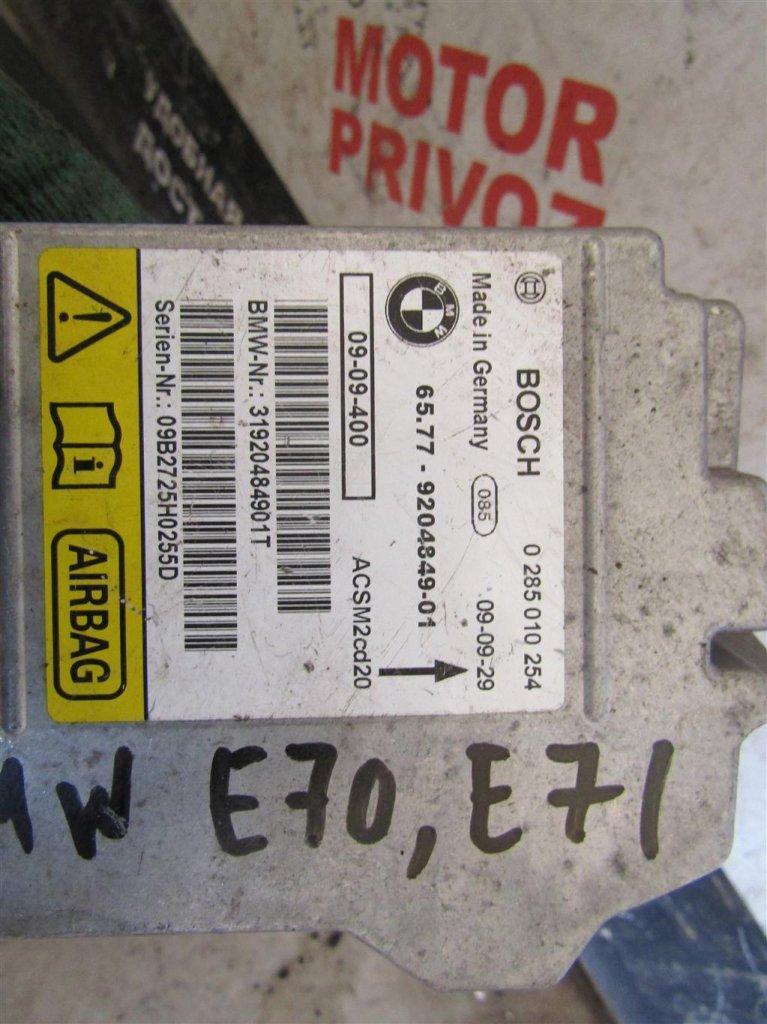 MOTOR
PRIVOZ
BOSCH 0 285 010 254
Made in Germany 085 09-09-29
BMW
65.77 - 9204849-01
09-09-400 ACSM2cd20
BMW-Nr.: 31920484901T
Serien-Nr.: 09B2725H0255D
AIRBAG
E70, E71